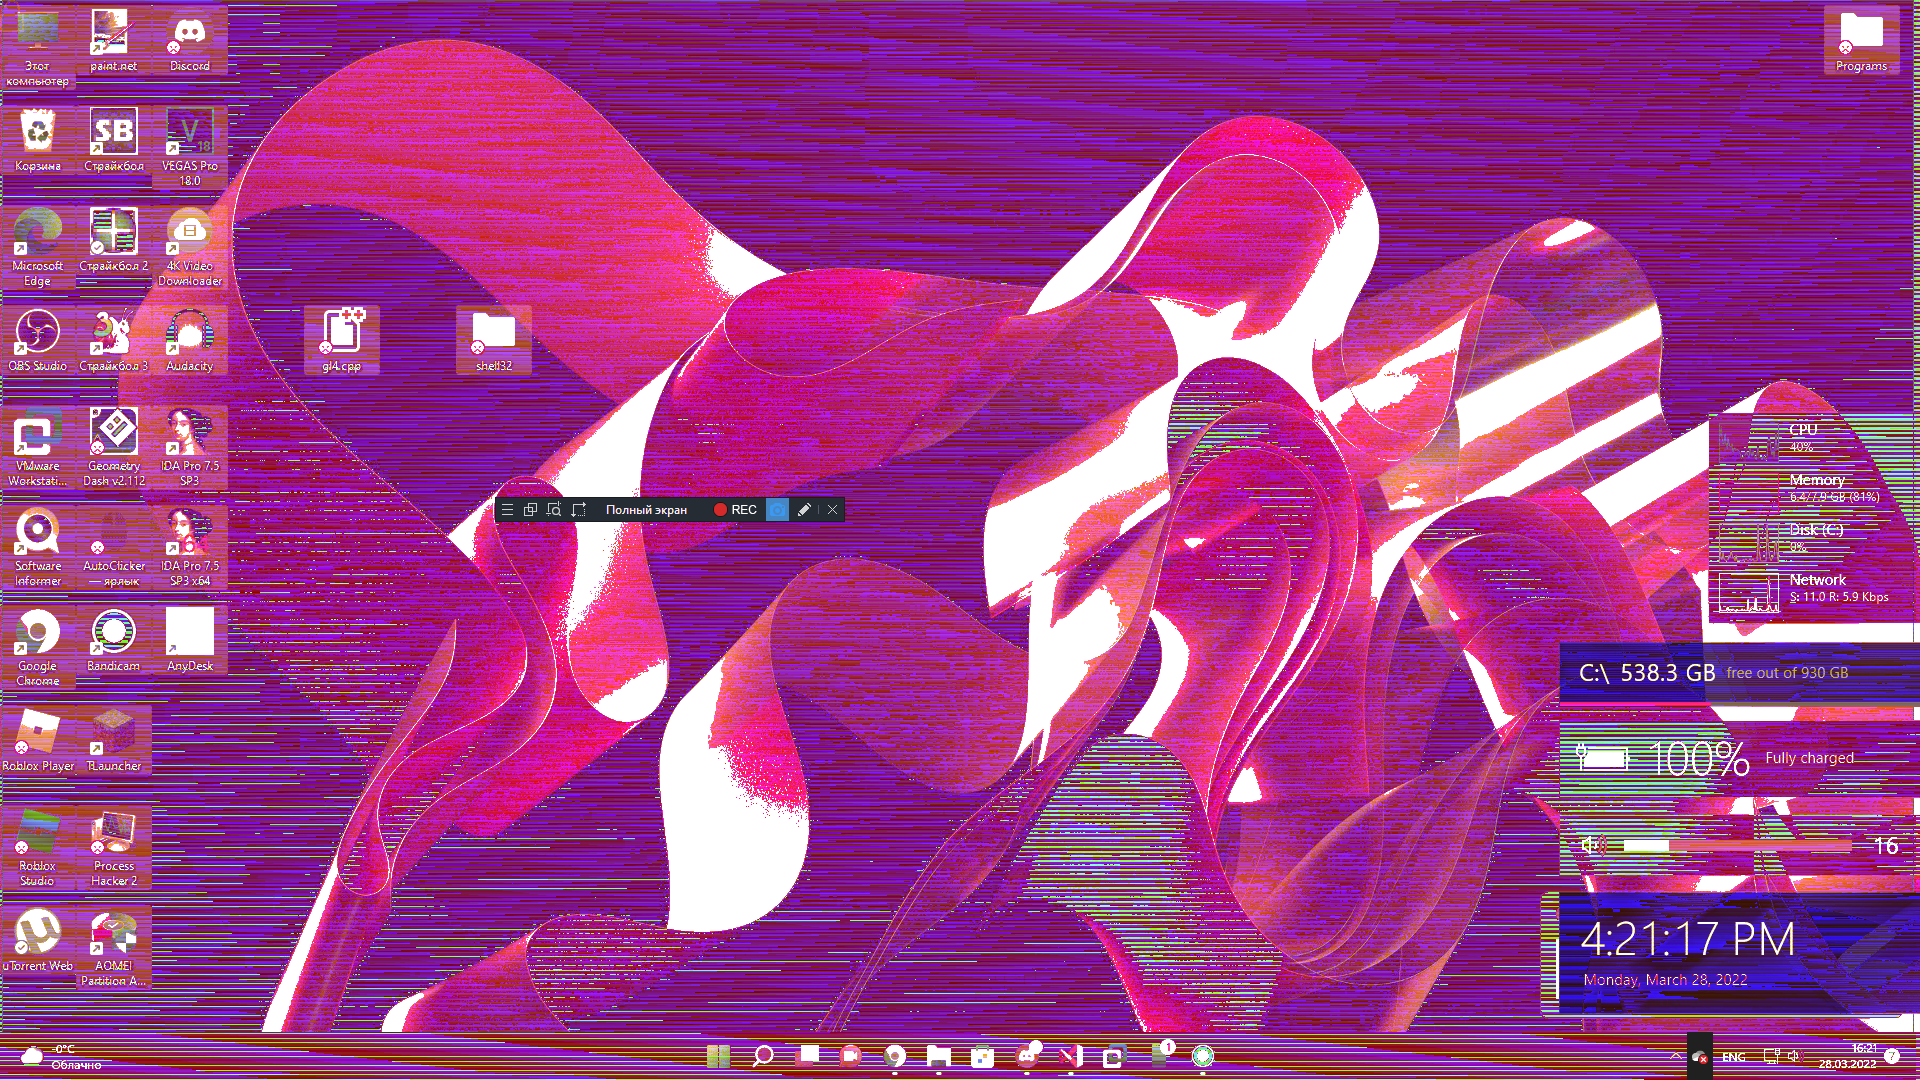 Этот
компьютер
paint.net
Discord
Programs
Корзина
SB
Страйкбол
V
18
VEGAS Pro
18.0
Microsoft
Edge
Страйкбол 2
4K Video
Downloader
OBS Studio
Страйкбол 3
Audacity
gl4.cpp
shell32
VMware
Workstati...
Geometry
Dash v2.112
IDA Pro 7.5
SP3
Полный экран
REC
Software
Informer
AutoClicker
— ярлык
IDA Pro 7.5
SP3 x64
Google
Chrome
Bandicam
AnyDesk
Roblox Player
TLauncher
Roblox
Studio
Process
Hacker 2
uTorrent Web
AOMEI
Partition A...
CPU
40%
Memory
6.4/7.9 GB (81%)
Disk (C:)
0%
Network
S: 11.0 R: 5.9 Kbps
C:\ 538.3 GB free out of 930 GB
100% Fully charged
16
4:21:17 PM
Monday, March 28, 2022
-0°C
Облачно
1
ENG
16:21
28.03.2022
7